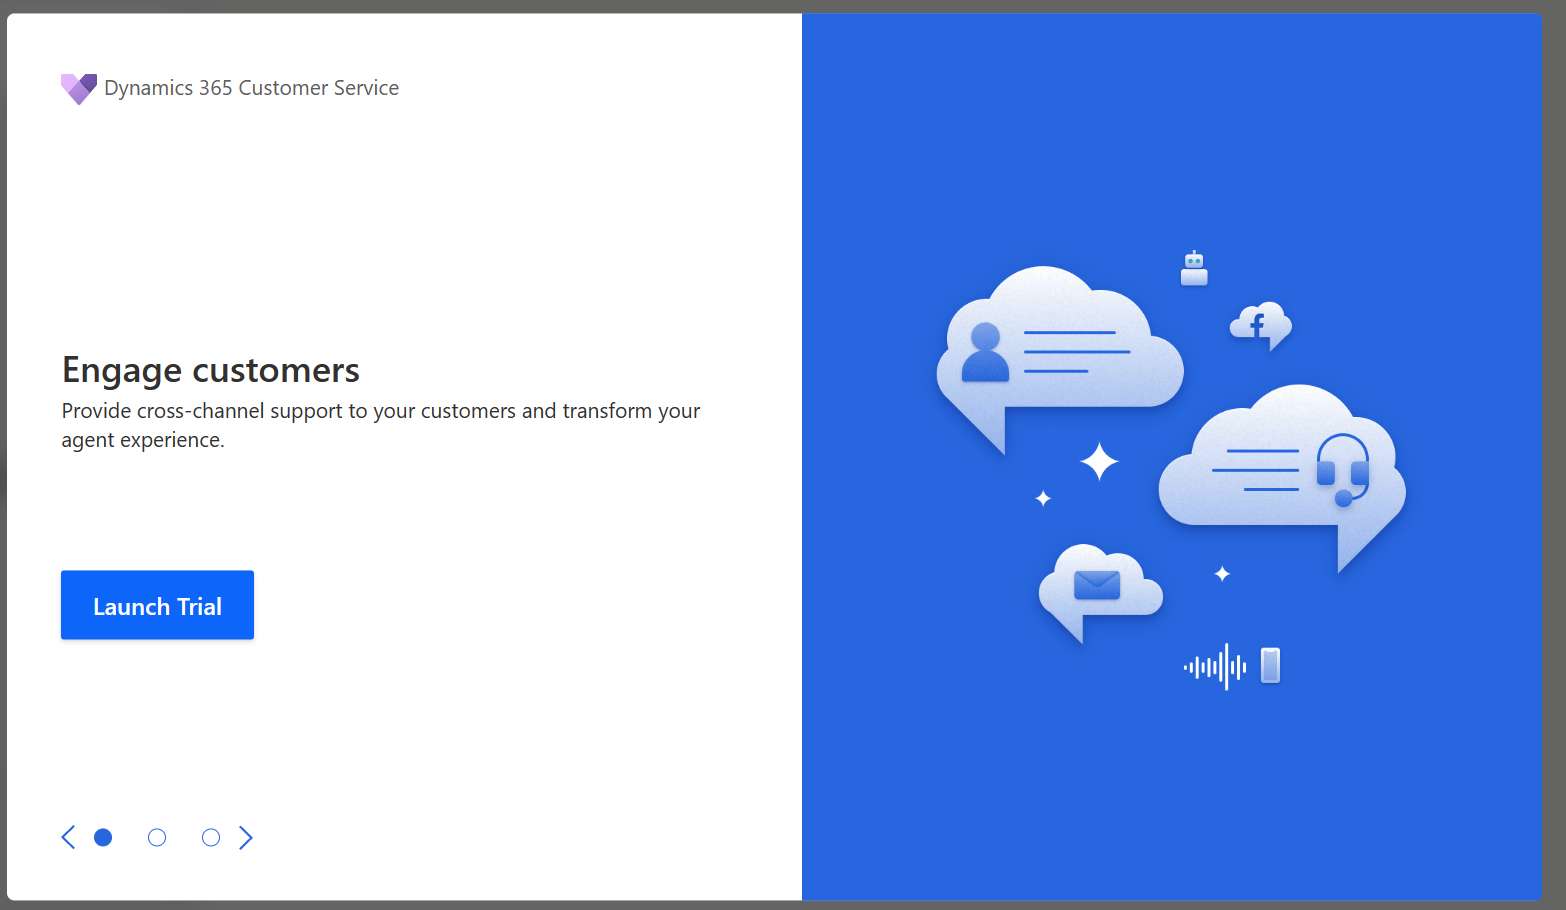 Dynamics 365 Customer Service
Engage customers
Provide cross-channel support to your customers and transform your
agent experience.
Launch Trial